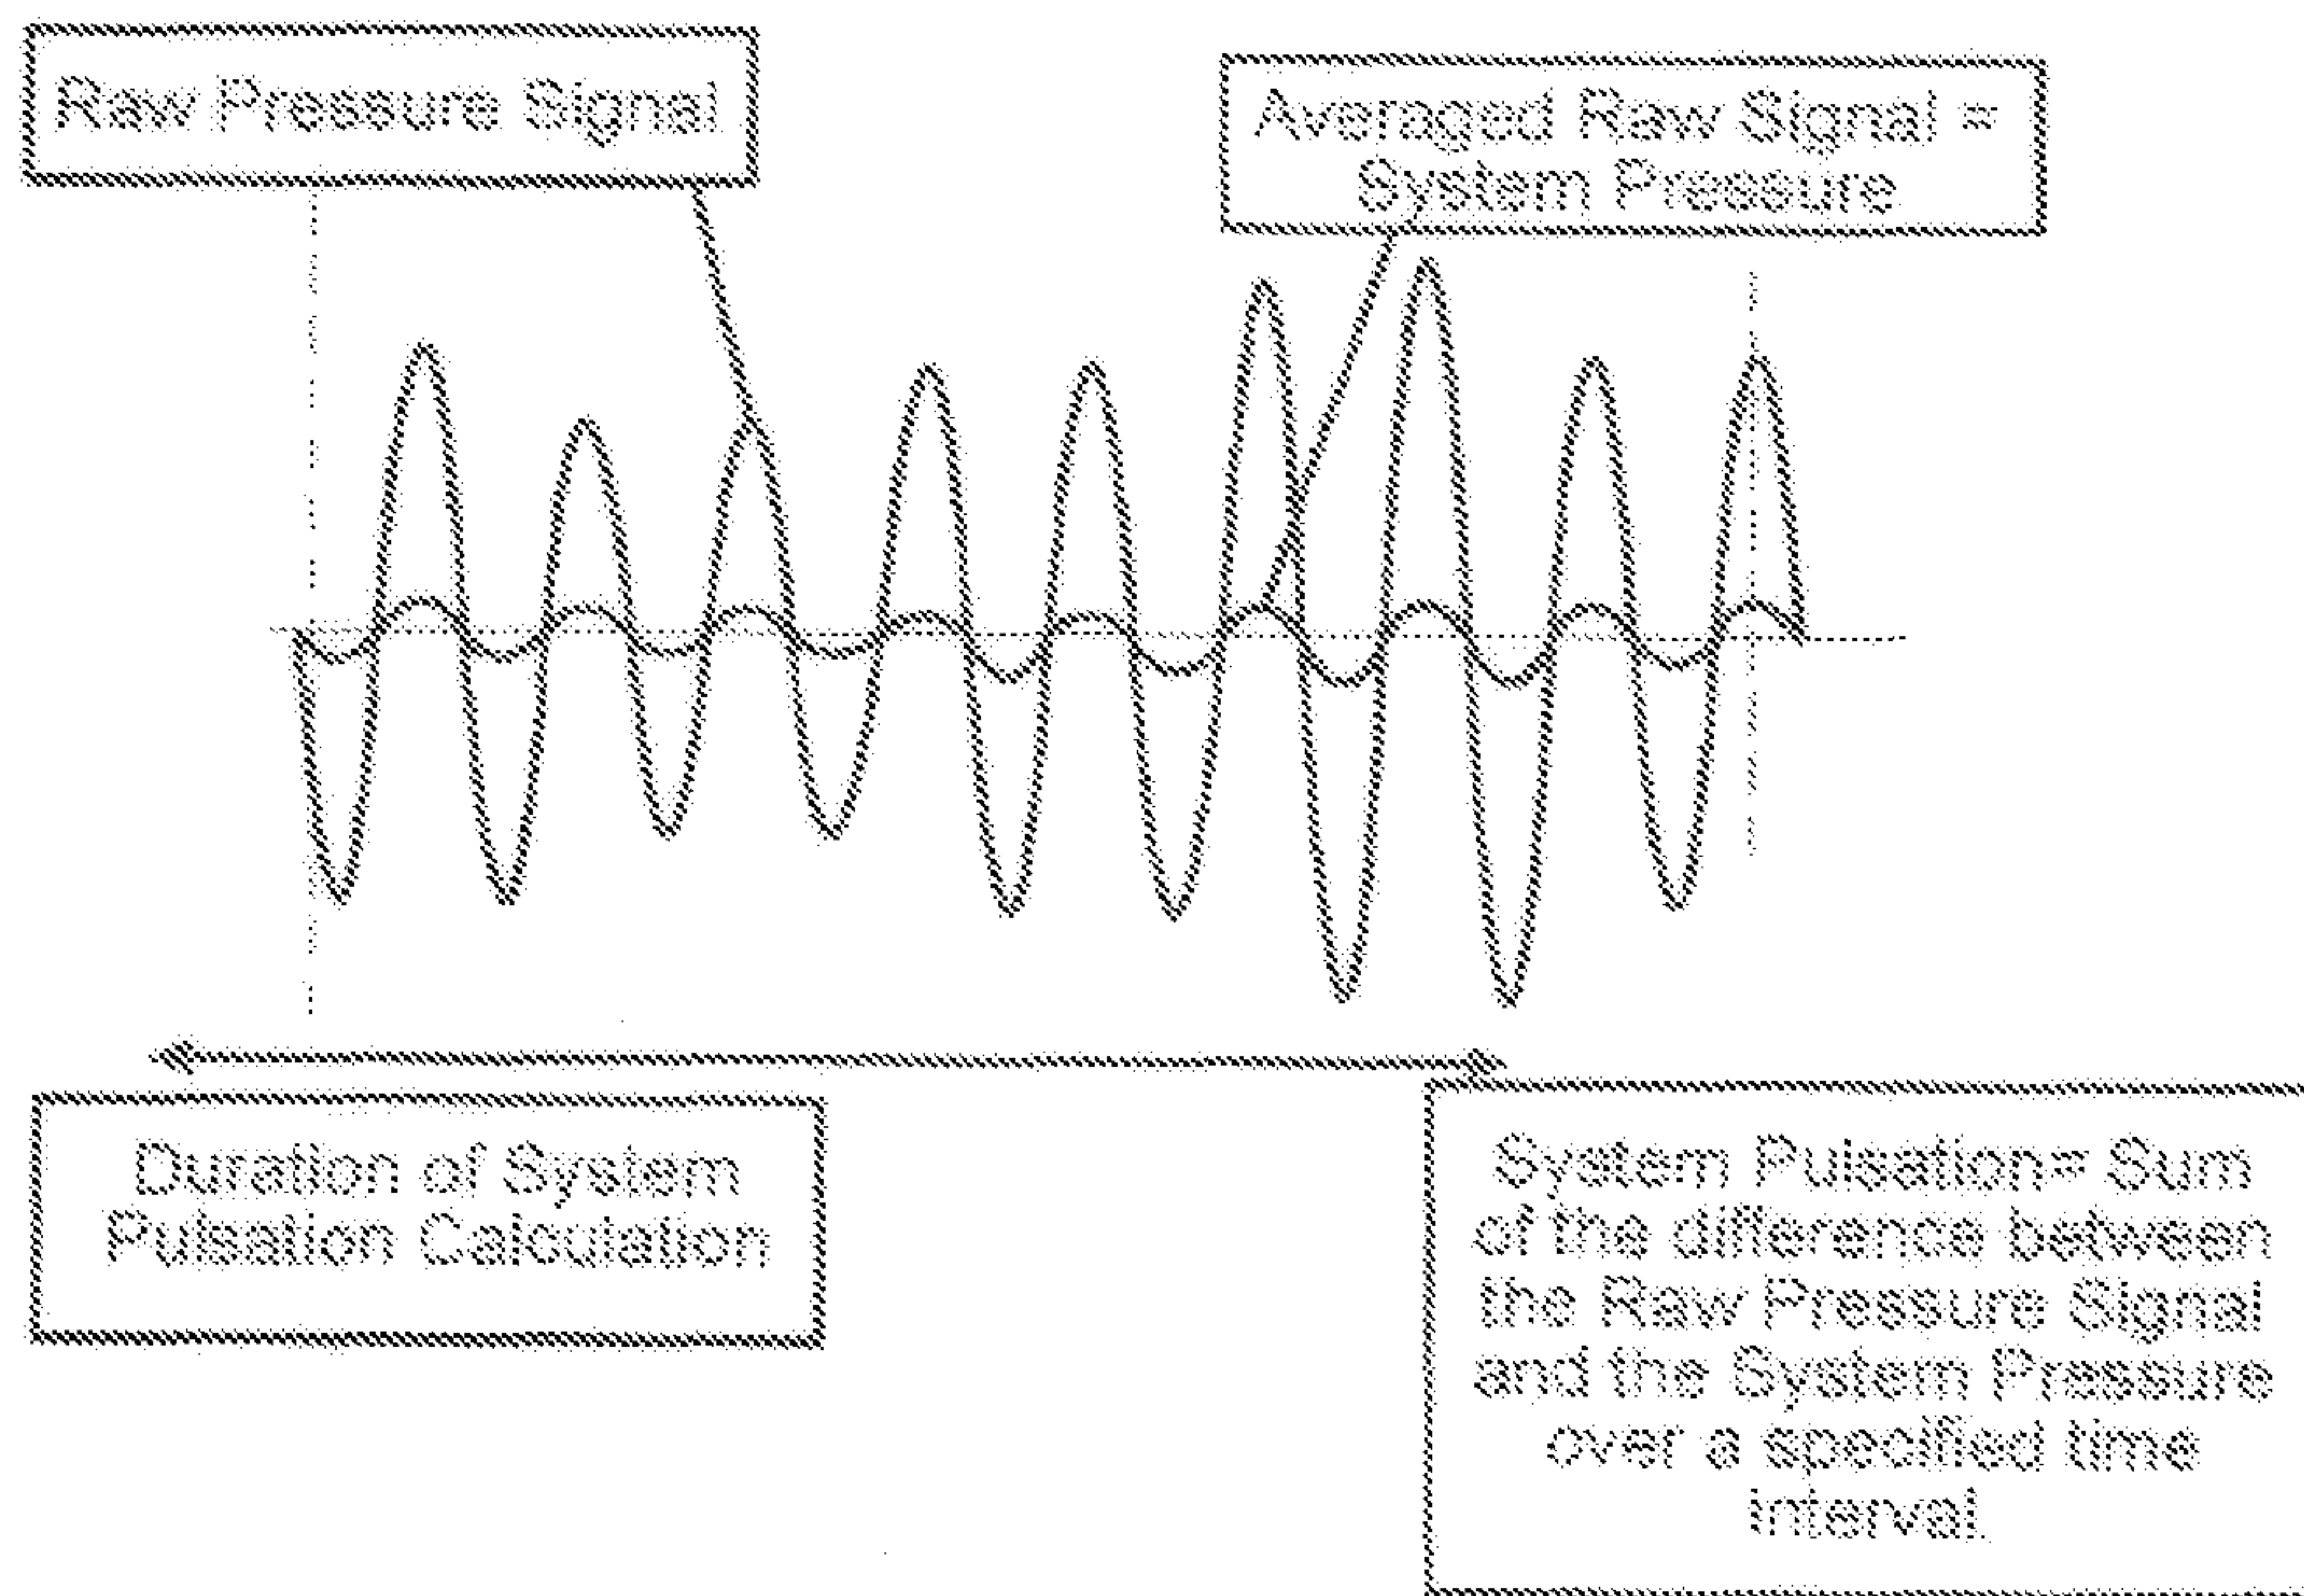 Raw Pressure Signal
Averaged Raw Signal =
System Pressure
Duration of System
Pulsation Calculation
System Pulsation= Sum
of the difference between
the Raw Pressure Signal
and the System Pressure
over a specified time
interval.